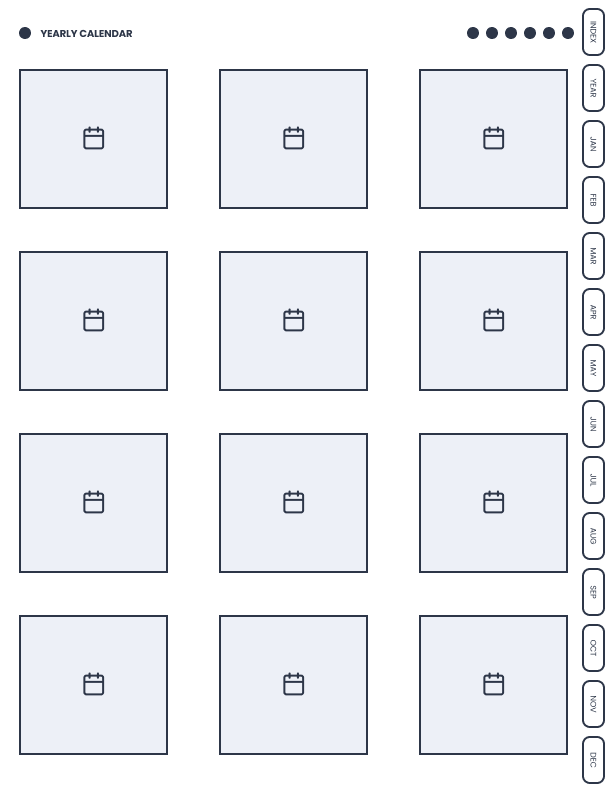 YEARLY CALENDAR
INDEX
YEAR
JAN
FEB
MAR
APR
MAY
JUN
JUL
AUG
SEP
OCT
NOV
DEC